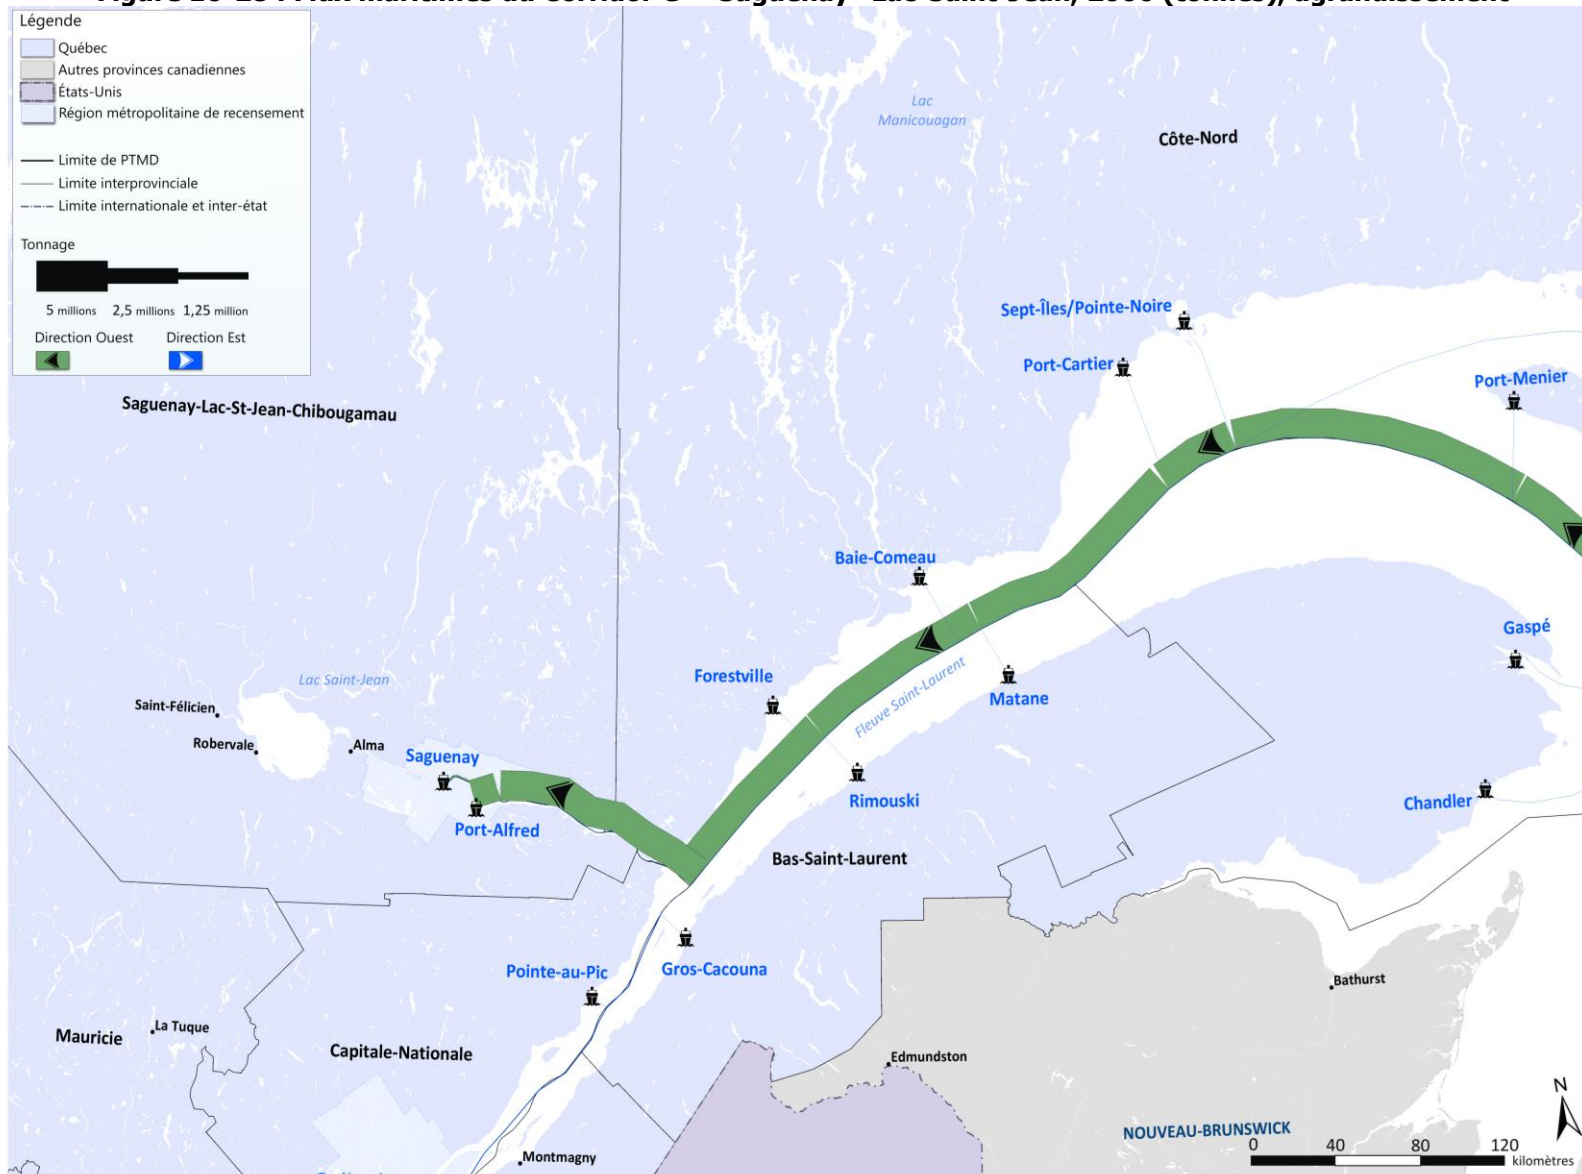 Légende
Québec
Autres provinces canadiennes
États-Unis
Région métropolitaine de recensement
Limite de PTMD
Limite interprovinciale
Limite internationale et inter-état
Tonnage
5 millions 2,5 millions 1,25 million
Direction Ouest Direction Est
Lac
Manicouagan
Côte-Nord
Sept-Îles/Pointe-Noire
Port-Cartier
Port-Menier
Saguenay-Lac-St-Jean-Chibougamau
Baie-Comeau
Gaspé
Forestville
Fleuve Saint-Laurent
Matane
Lac Saint-Jean
Saint-Félicien
Robervale
Alma
Saguenay
Rimouski
Chandler
Port-Alfred
Bas-Saint-Laurent
Pointe-au-Pic
Gros-Cacouna
Bathurst
La Tuque
Mauricie
Capitale-Nationale
Edmundston
N
NOUVEAU-BRUNSWICK
0 40 80 120
kilomètres
Montmagny